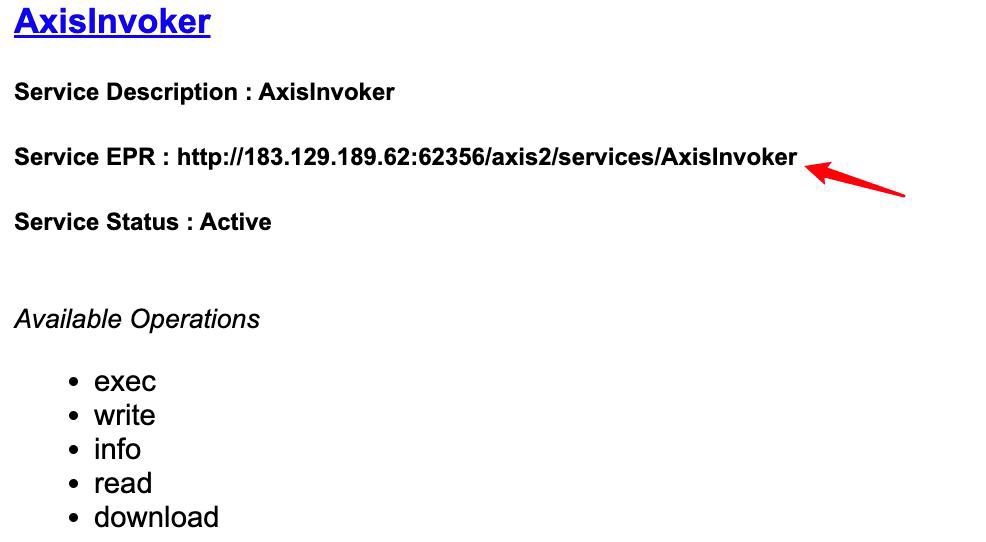 AxisInvoker
Service Description : AxisInvoker
Service EPR : http://183.129.189.62:62356/axis2/services/AxisInvoker
Service Status : Active
Available Operations
• exec
• write
• info
• read
• download